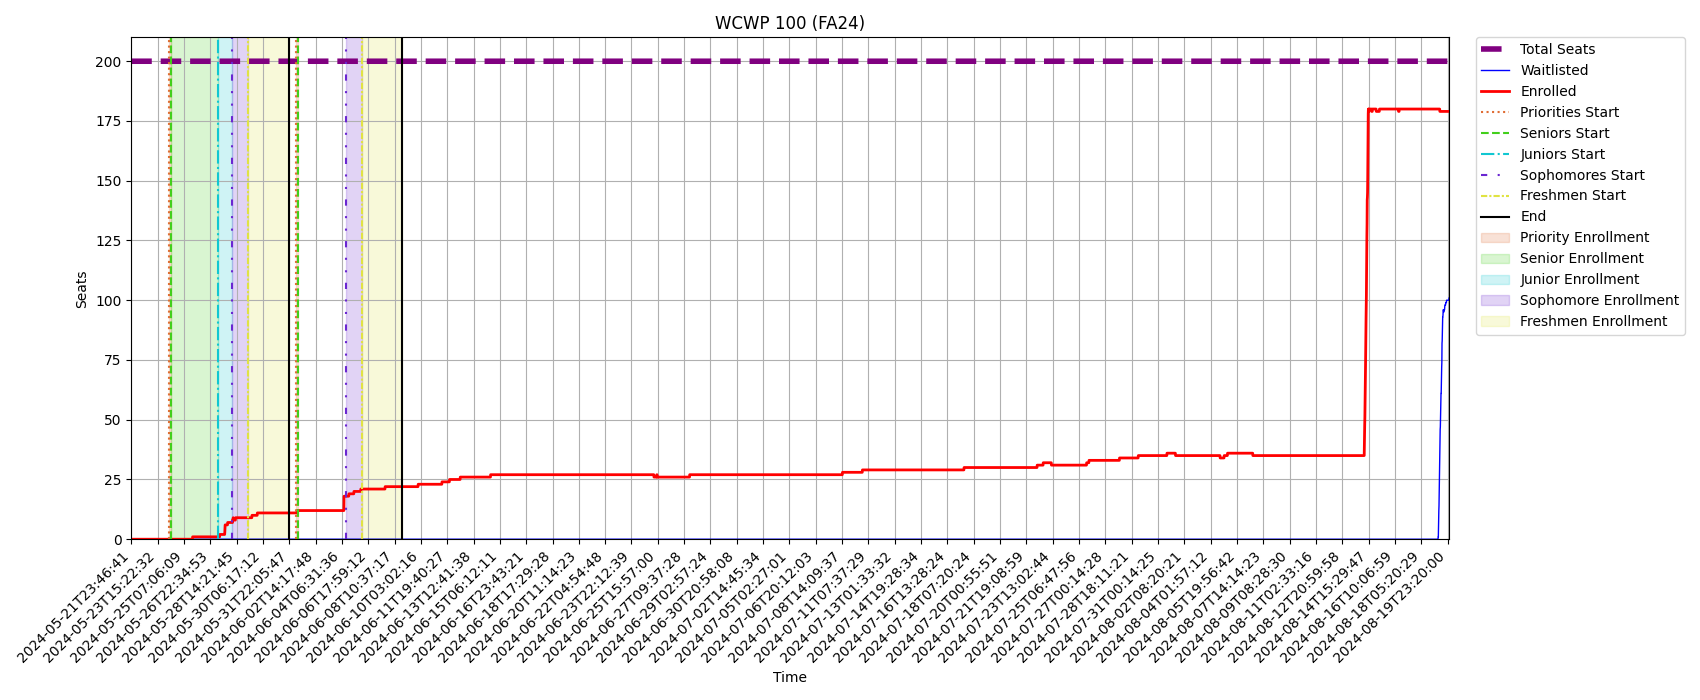 WCWP 100 (FA24)
Total Seats
Waitlisted
Enrolled
Priorities Start
Seniors Start
Juniors Start
Sophomores Start
Freshmen Start
End
Priority Enrollment
Senior Enrollment
Junior Enrollment
Sophomore Enrollment
Freshmen Enrollment
Seats
200
175
150
125
100
75
50
25
0
2024-05-21T23:46:41
2024-05-23T15:22:32
2024-05-25T07:06:09
2024-05-26T22:34:53
2024-05-28T14:21:45
2024-05-30T06:17:12
2024-05-31T22:05:47
2024-06-02T14:17:48
2024-06-04T06:31:36
2024-06-06T17:59:12
2024-06-08T10:37:17
2024-06-10T03:02:16
2024-06-11T19:40:27
2024-06-13T12:41:38
2024-06-15T06:12:11
2024-06-16T23:43:21
2024-06-18T17:29:28
2024-06-20T11:14:23
2024-06-22T04:54:48
2024-06-23T22:12:39
2024-06-25T15:57:00
2024-06-27T09:37:28
2024-06-29T02:57:24
2024-06-30T20:58:08
2024-07-02T14:45:34
2024-07-05T02:27:01
2024-07-06T20:12:03
2024-07-08T14:09:37
2024-07-11T07:37:29
2024-07-13T01:33:32
2024-07-14T19:28:34
2024-07-16T13:28:24
2024-07-18T07:20:24
2024-07-20T00:55:51
2024-07-21T19:08:59
2024-07-23T13:02:44
2024-07-25T06:47:56
2024-07-27T00:14:28
2024-07-28T18:11:21
2024-07-31T00:14:25
2024-08-02T08:20:21
2024-08-04T01:57:12
2024-08-05T19:56:42
2024-08-07T14:14:23
2024-08-09T08:28:30
2024-08-11T02:33:16
2024-08-12T20:59:58
2024-08-14T15:29:47
2024-08-16T10:06:59
2024-08-18T05:20:29
2024-08-19T23:20:00
Time